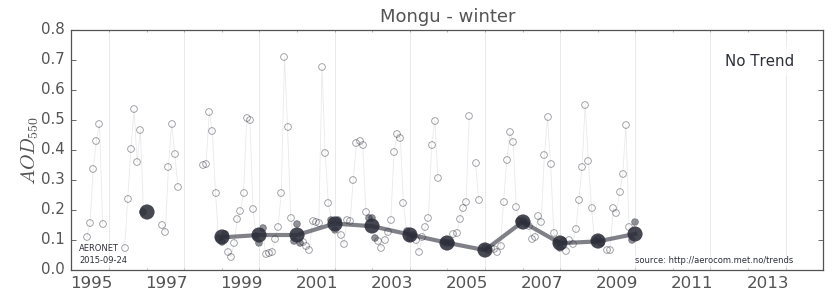 Mongu - winter
No Trend
AOD550
0.8
0.7
0.6
0.5
0.4
0.3
0.2
0.1
0.0
AERONET
2015-09-24
source: http://aerocom.met.no/trends
1995 1997 1999 2001 2003 2005 2007 2009 2011 2013